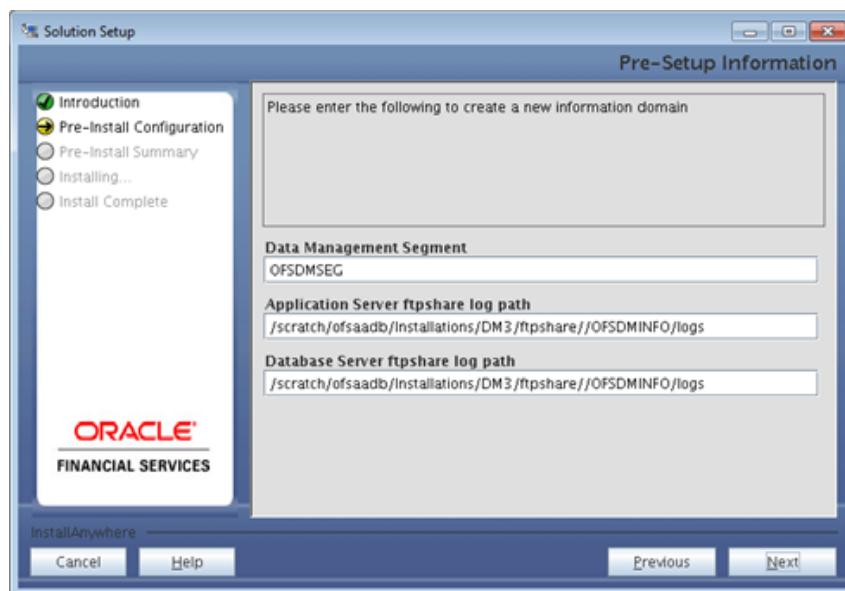 Solution Setup
Pre-Setup Information
Introduction
Pre-Install Configuration
Pre-Install Summary
Installing...
Install Complete
ORACLE
FINANCIAL SERVICES
Please enter the following to create a new information domain
Data Management Segment
OFSDMSEG
Application Server ftpshare log path
/scratch/ofsaadb/Installations/DM3/ftpshare//OFSDMINFO/logs
Database Server ftpshare log path
/scratch/ofsaadb/Installations/DM3/ftpshare//OFSDMINFO/logs
InstallAnywhere
Cancel
Help
Previous
Next